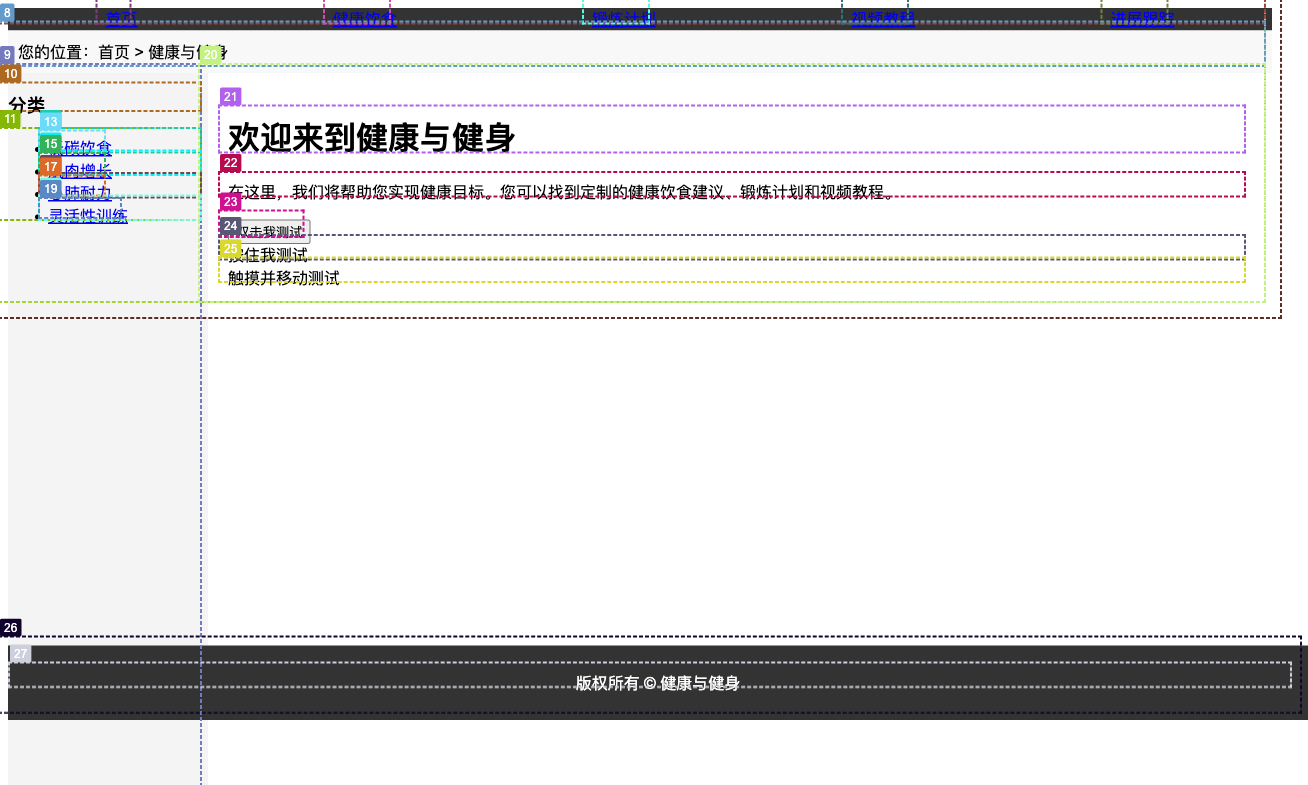 8
首页 健康饮食 锻炼计划 视频教程 进展跟踪
9 您的位置：首页 > 健康与健身
20
10
分类
11
13
碳饮食
15
肉增长
17
肺耐力
19
灵活性训练
21
欢迎来到健康与健身
22
在这里，我们将帮助您实现健康目标。您可以找到定制的健康饮食建议、锻炼计划和视频教程。
23
24
双击我测试
25
按住我测试
触摸并移动测试
26
27
版权所有 © 健康与健身